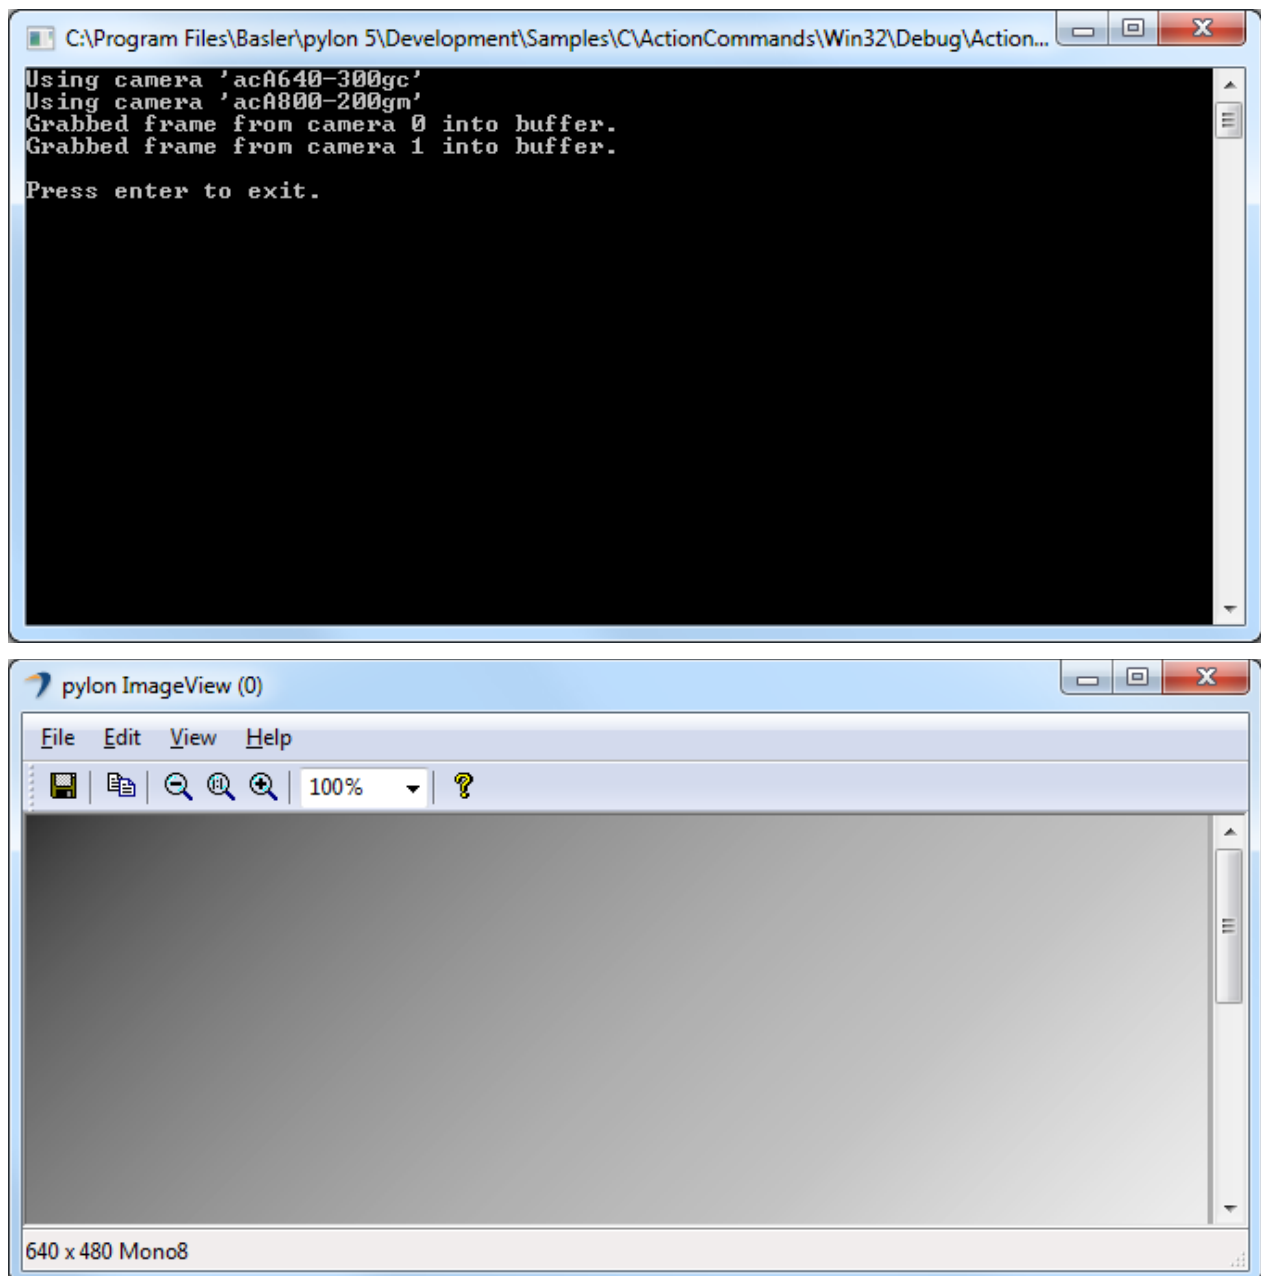 C:\Program Files\Basler\pylon 5\Development\Samples\C\ActionCommands\Win32\Debug\Action...
Using camera 'acA640-300gc'
Using camera 'acA800-200gm'
Grabbed frame from camera 0 into buffer.
Grabbed frame from camera 1 into buffer.
Press enter to exit.
pylon ImageView (0)
File Edit View Help
100%
640 x 480 Mono8